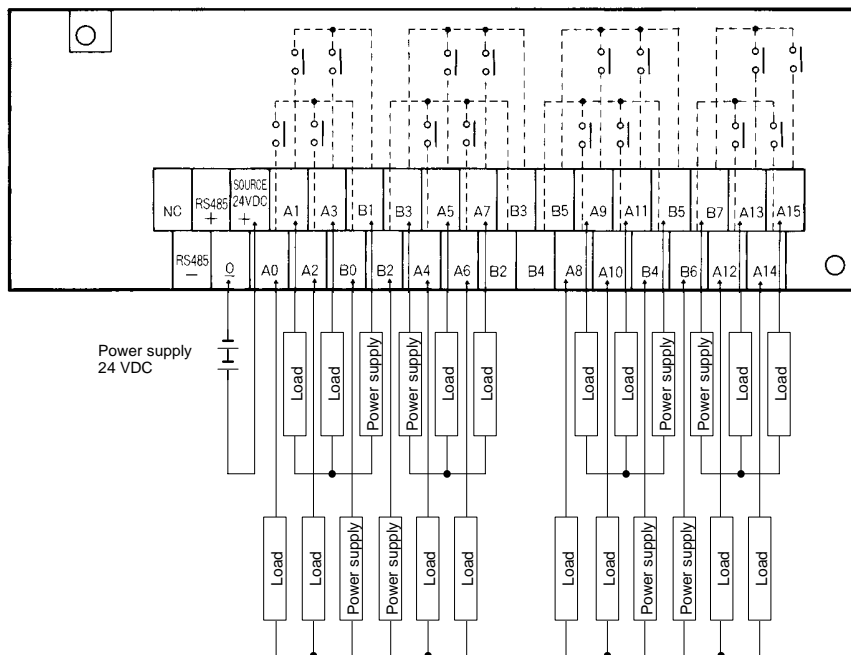 NC
RS485
+
SOURCE
24VDC
+
A1
A3
B1
B3
A5
A7
B3
B5
A9
A11
B5
B7
A13
A15
RS485
—
0
A0
A2
B0
B2
A4
A6
B2
B4
A8
A10
B4
B6
A12
A14
Power supply
24 VDC
Load
Load
Power supply
Power supply
Load
Load
Load
Load
Power supply
Power supply
Load
Load
Load
Load
Power supply
Power supply
Load
Load
Load
Load
Power supply
Power supply
Load
Load